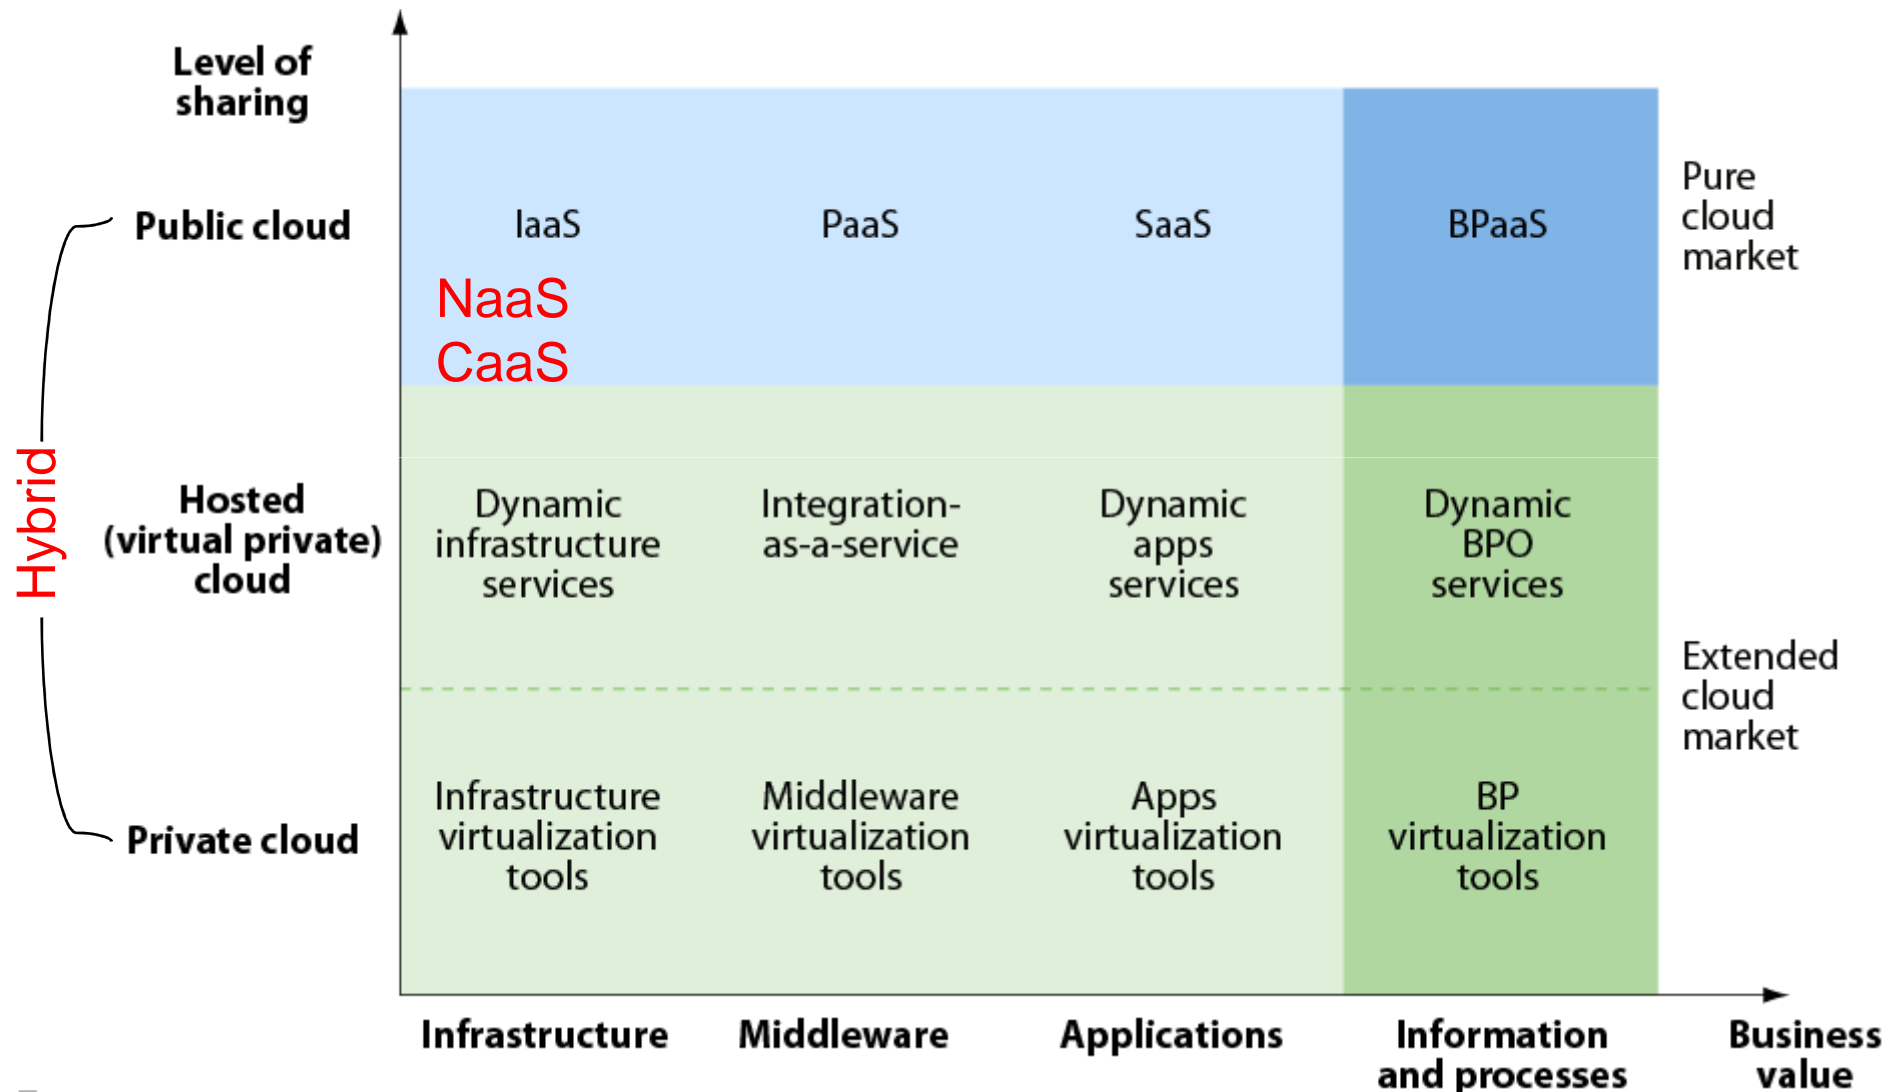 Level of
sharing
Public cloud
IaaS
PaaS
SaaS
BPaaS
Pure
cloud
market
NaaS
CaaS
Hybrid
Hosted
(virtual private)
cloud
Dynamic
infrastructure
services
Integration-
as-a-service
Dynamic
apps
services
Dynamic
BPO
services
Extended
cloud
market
Private cloud
Infrastructure
virtualization
tools
Middleware
virtualization
tools
Apps
virtualization
tools
BP
virtualization
tools
Infrastructure
Middleware
Applications
Information
and processes
Business
value